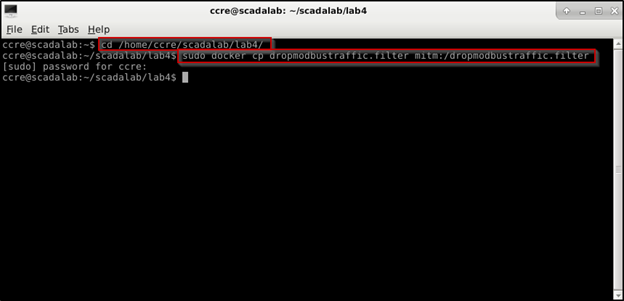 ccre@scadalab: ~/scadalab/lab4
File Edit Tabs Help
ccre@scadalab:~$ cd /home/ccre/scadalab/lab4/
ccre@scadalab:~/scadalab/lab4$ sudo docker cp dropmodbustraffic.filter mitm:/dropmodbustraffic.filter
[sudo] password for ccre:
ccre@scadalab:~/scadalab/lab4$